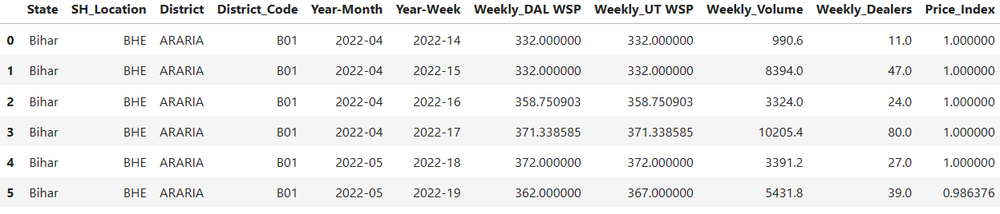 State SH_Location District District_Code Year-Month Year-Week Weekly_DAL WSP Weekly_UT WSP Weekly_Volume Weekly_Dealers Price_Index
0 Bihar BHE ARARIA B01 2022-04 2022-14 332.000000 332.000000 990.6 11.0 1.000000
1 Bihar BHE ARARIA B01 2022-04 2022-15 332.000000 332.000000 8394.0 47.0 1.000000
2 Bihar BHE ARARIA B01 2022-04 2022-16 358.750903 358.750903 3324.0 24.0 1.000000
3 Bihar BHE ARARIA B01 2022-04 2022-17 371.338585 371.338585 10205.4 80.0 1.000000
4 Bihar BHE ARARIA B01 2022-05 2022-18 372.000000 372.000000 3391.2 27.0 1.000000
5 Bihar BHE ARARIA B01 2022-05 2022-19 362.000000 367.000000 5431.8 39.0 0.986376